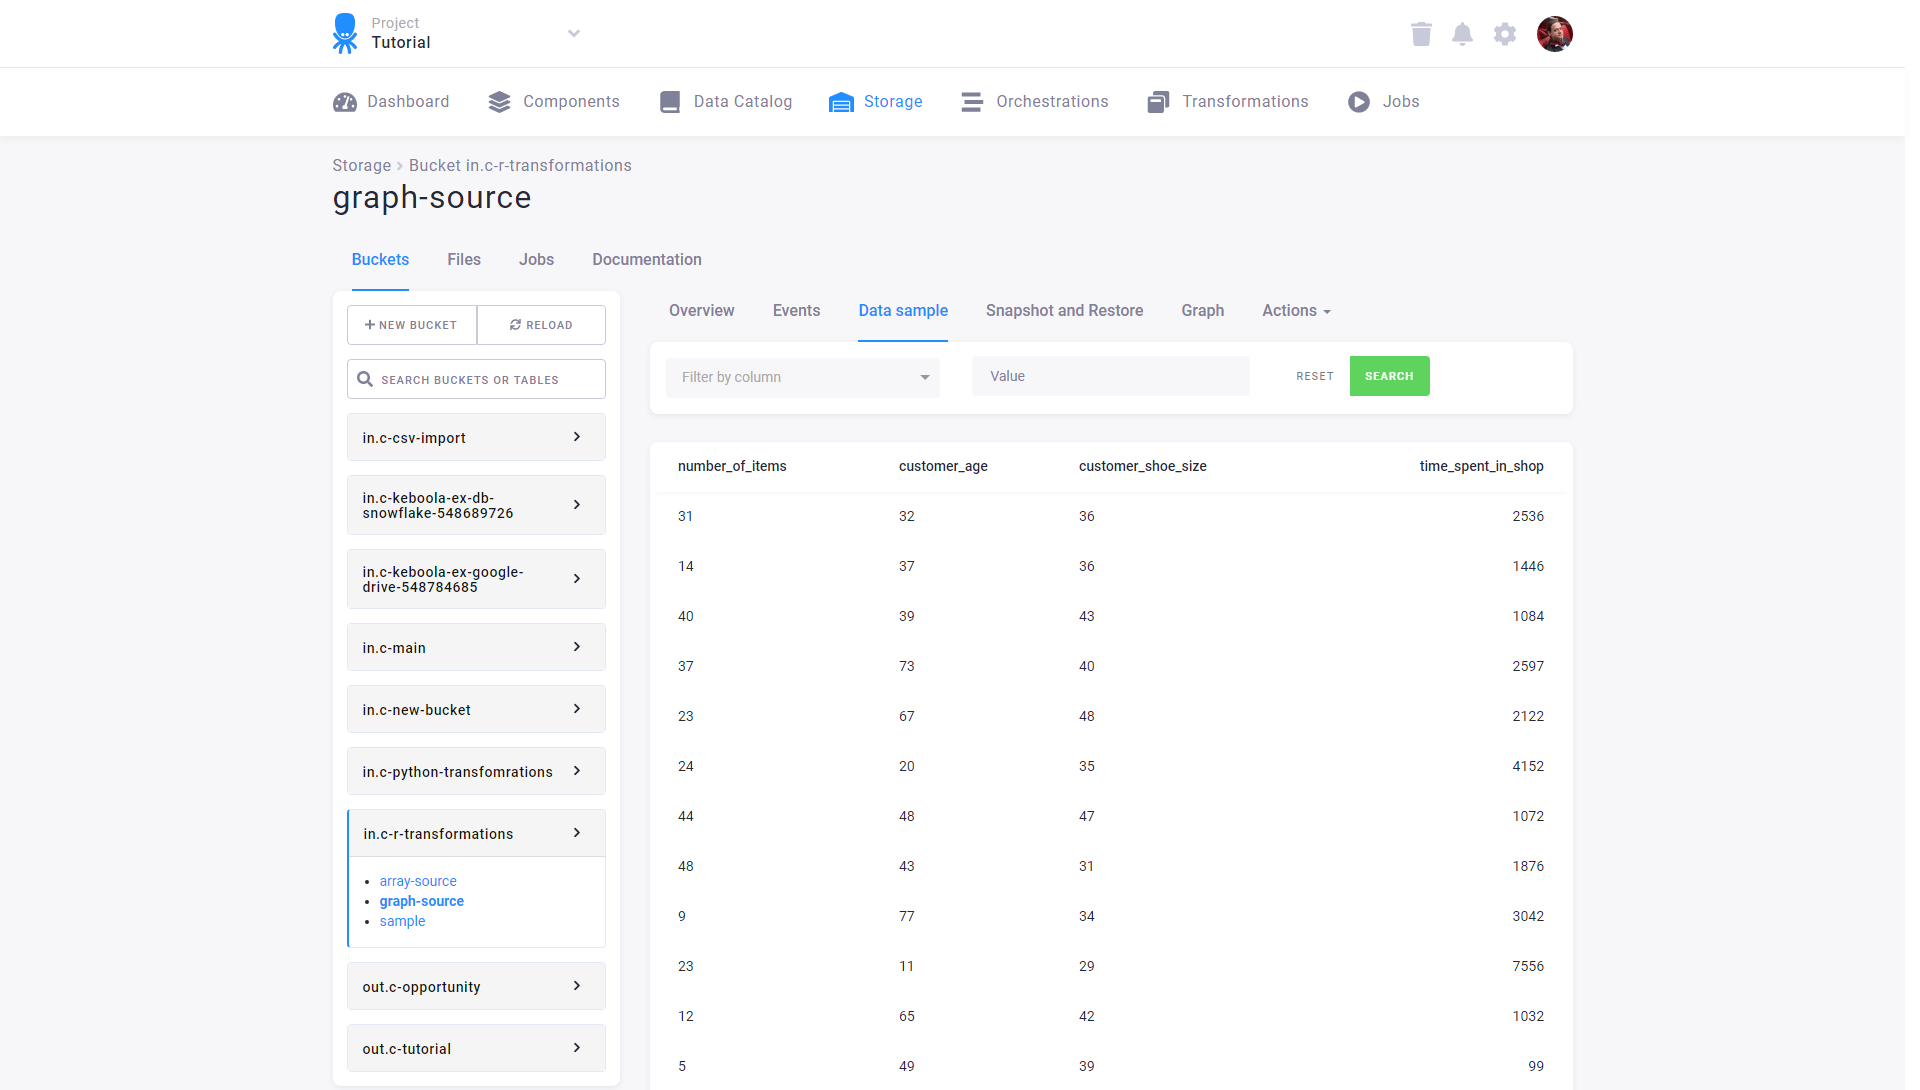 Project
Tutorial
Dashboard Components Data Catalog Storage Orchestrations Transformations Jobs
Storage Bucket in.c-r-transformations
graph-source
Buckets Files Jobs Documentation
NEW BUCKET RELOAD
SEARCH BUCKETS OR TABLES
in.c-csv-import
in.c-keboola-ex-db-
snowflake-548689726
in.c-keboola-ex-google-
drive-548784685
in.c-main
in.c-new-bucket
in.c-python-transfomrations
in.c-r-transformations
array-source
graph-source
sample
out.c-opportunity
out.c-tutorial
Overview Events Data sample Snapshot and Restore Graph Actions
Filter by column Value RESET SEARCH
number_of_items customer_age customer_shoe_size time_spent_in_shop
31 32 36 2536
14 37 36 1446
40 39 43 1084
37 73 40 2597
23 67 48 2122
24 20 35 4152
44 48 47 1072
48 43 31 1876
9 77 34 3042
23 11 29 7556
12 65 42 1032
5 49 39 99